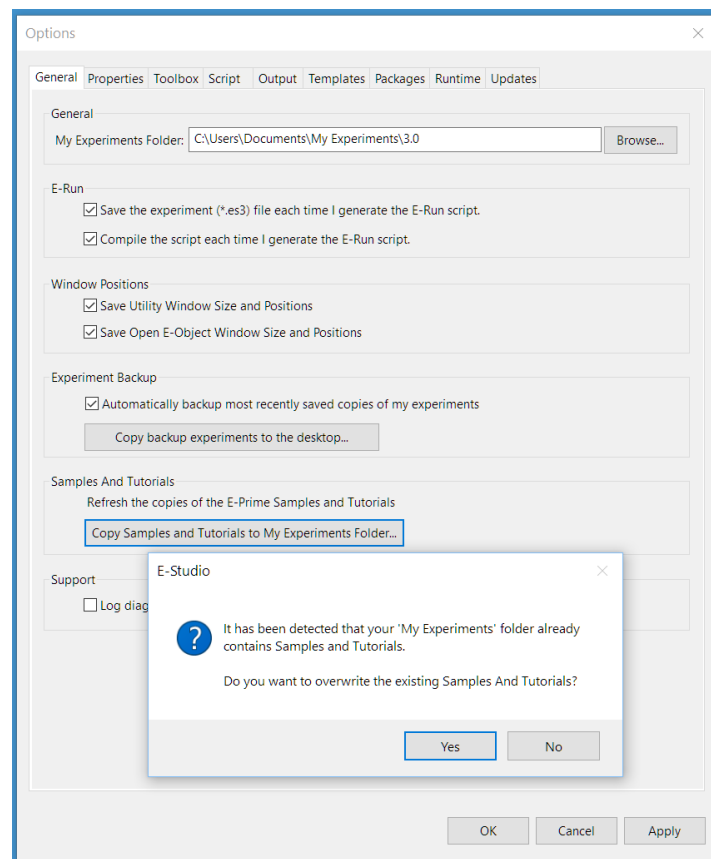 Options
General Properties Toolbox Script Output Templates Packages Runtime Updates
General
My Experiments Folder: C:\Users\Documents\My Experiments\3.0 Browse...
E-Run
Save the experiment (*.es3) file each time I generate the E-Run script.
Compile the script each time I generate the E-Run script.
Window Positions
Save Utility Window Size and Positions
Save Open E-Object Window Size and Positions
Experiment Backup
Automatically backup most recently saved copies of my experiments
Copy backup experiments to the desktop...
Samples And Tutorials
Refresh the copies of the E-Prime Samples and Tutorials
Copy Samples and Tutorials to My Experiments Folder...
Support
Log diag
E-Studio
It has been detected that your 'My Experiments' folder already
contains Samples and Tutorials.
Do you want to overwrite the existing Samples And Tutorials?
Yes No
OK Cancel Apply